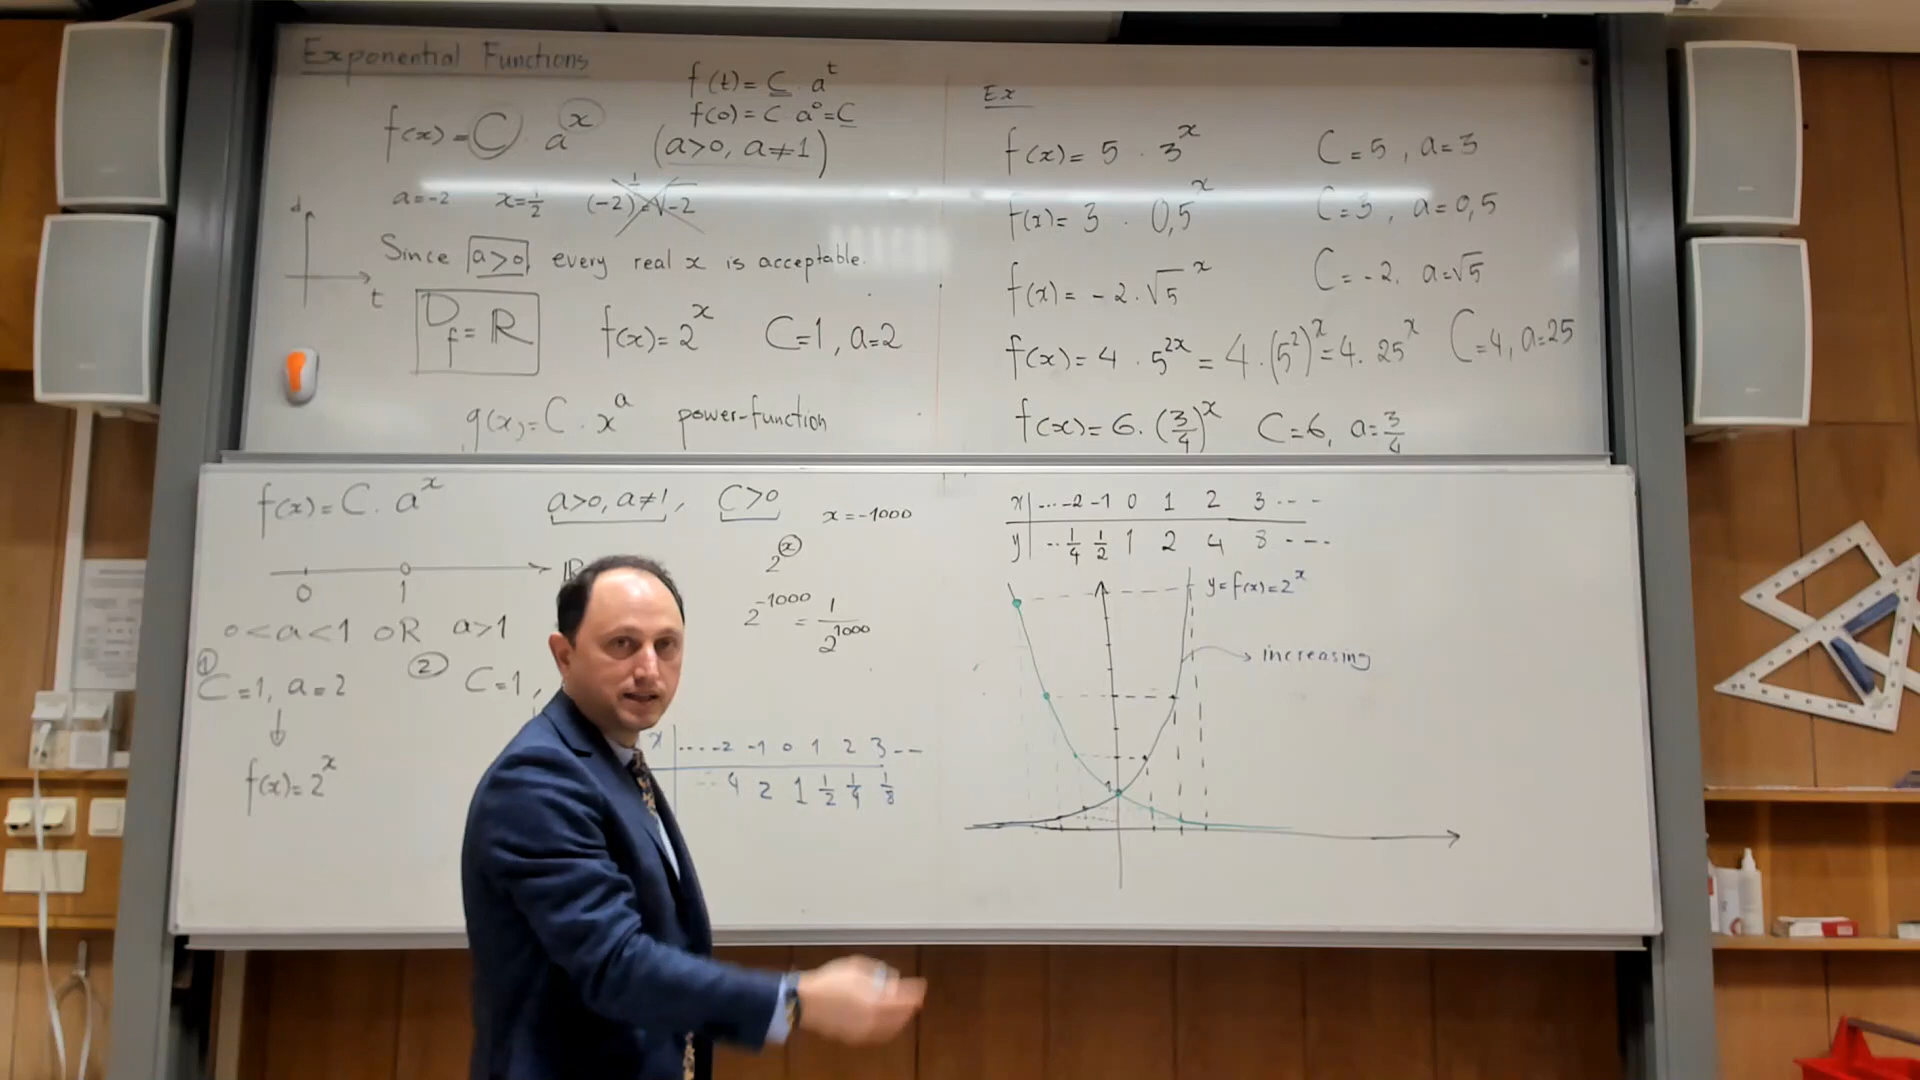 Exponential Functions
f(t) = C . a^t
f(0) = C a^0 = C
f(x) = C . a^x (a>0, a≠1)
a = -2 x = 1/2 (-2)^1/2 = √-2
d
t
Since a>0, every real x is acceptable.
D_f = R f(x) = 2^x C=1, a=2
g(x) = C . x^a power-function
Ex
f(x) = 5 . 3^x C=5, a=3
f(x) = 3 . 0,5^x C=3, a=0,5
f(x) = -2 . √5^x C=-2, a=√5
f(x) = 4 . 5^2x = 4 . (5^2)^x = 4 . 25^x C=4, a=25
f(x) = 6 . (3/4)^x C=6, a=3/4
f(x) = C . a^x a>0, a≠1, C>0
x = -1000
2^x
2^-1000 = 1/2^1000
0 1 R
0<a<1 OR a>1
① C=1, a=2
② C=1,
f(x) = 2^x
x | .... -2 -1 0 1 2 3 --
-- 4 2 1 1/2 1/4 1/8
x | ... -2 -1 0 1 2 3 ----
y | -- 1/4 1/2 1 2 4 8 ----
y = f(x) = 2^x
increasing
1